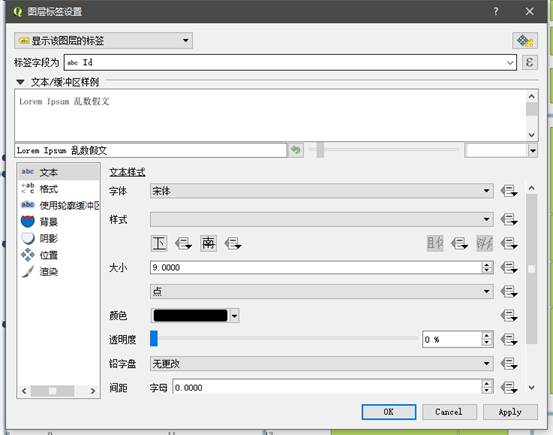 图层标签设置
显示该图层的标签
标签字段为 abc Id
文本/缓冲区样例
Lorem Ipsum 乱数假文
Lorem Ipsum 乱数假文
abc 文本
文本样式
格式
字体 宋体
abc 使用轮廓缓冲区
样式
背景
阴影
位置
大小 9.0000
渲染
点
颜色
透明度 0 %
铅字盘 无更改
间距 字母 0.0000
OK Cancel Apply
9 11 13